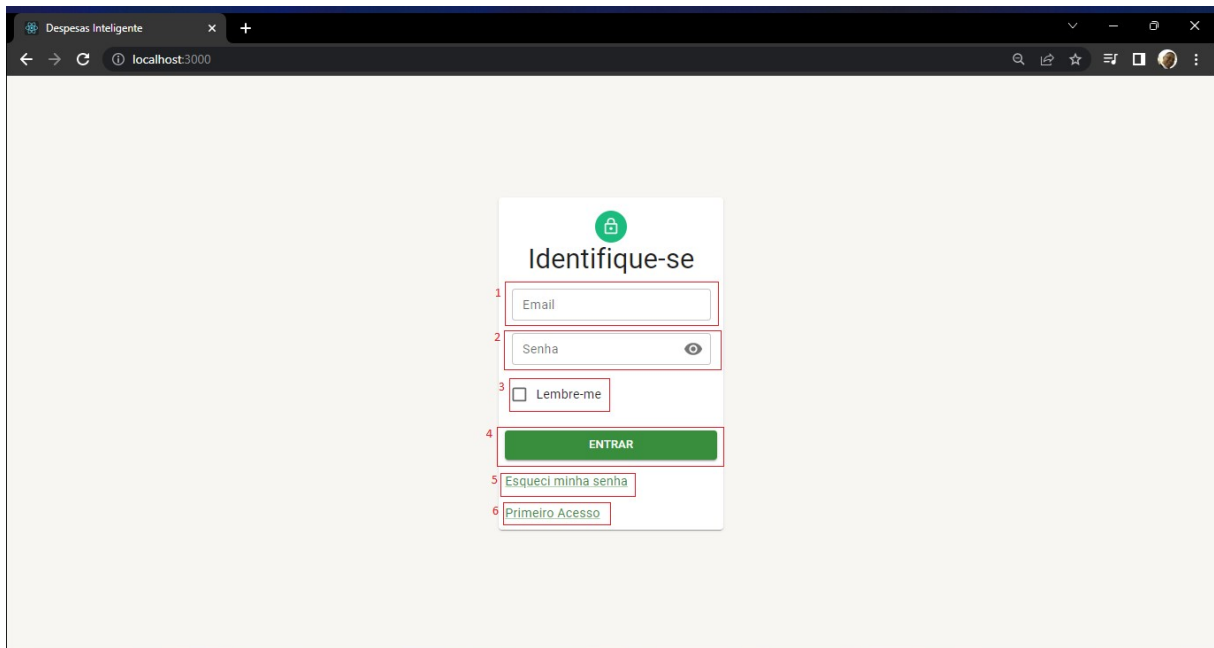 Despesas Inteligente
localhost:3000
Identifique-se
1 Email
2 Senha
3 Lembre-me
4 ENTRAR
5 Esqueci minha senha
6 Primeiro Acesso